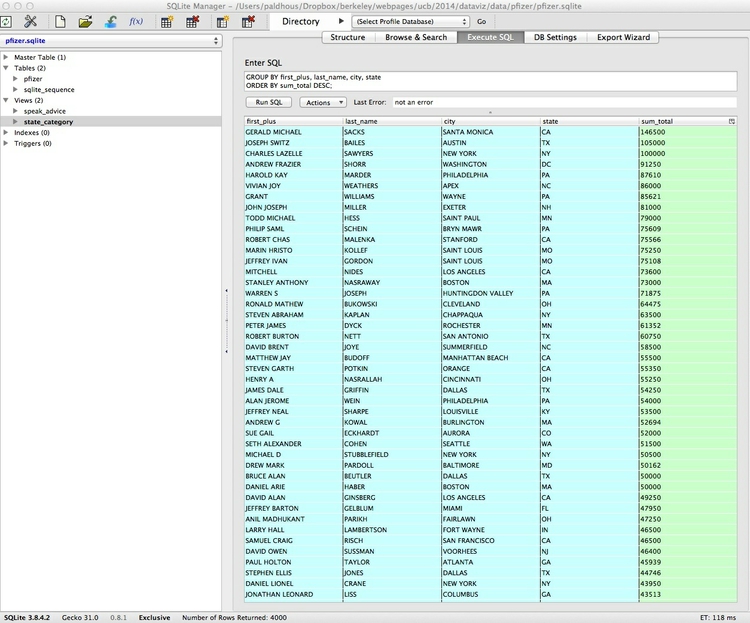 SQLite Manager - /Users/paldhous/Dropbox/berkeley/webpages/ucb/2014/dataviz/data/pfizer/pfizer.sqlite
f(x) Directory (Select Profile Database) Go
pfizer.sqlite
Structure Browse & Search Execute SQL DB Settings Export Wizard
Master Table (1)
Tables (2)
pfizer
sqlite_sequence
Views (2)
speak_advice
state_category
Indexes (0)
Triggers (0)
Enter SQL
GROUP BY first_plus, last_name, city, state
ORDER BY sum_total DESC;
Run SQL Actions Last Error: not an error
first_plus last_name city state sum_total
GERALD MICHAEL SACKS SANTA MONICA CA 146500
JOSEPH SWITZ BAILES AUSTIN TX 105000
CHARLES LAZELLE SAWYERS NEW YORK NY 100000
ANDREW FRAZIER SHORR WASHINGTON DC 91250
HAROLD KAY MARDER PHILADELPHIA PA 87610
VIVIAN JOY WEATHERS APEX NC 86000
GRANT WILLIAMS WAYNE PA 85621
JOHN JOSEPH MILLER EXETER NH 81000
TODD MICHAEL HESS SAINT PAUL MN 79000
PHILIP SAML SCHEIN BRYN MAWR PA 75609
ROBERT CHAS MALENKA STANFORD CA 75566
MARIN HRISTO KOLLEF SAINT LOUIS MO 75250
JEFFREY IVAN GORDON SAINT LOUIS MO 75108
MITCHELL NIDES LOS ANGELES CA 73600
STANLEY ANTHONY NASRAWAY BOSTON MA 73000
WARREN S JOSEPH HUNTINGDON VALLEY PA 71875
RONALD MATHEW BUKOWSKI CLEVELAND OH 64475
STEVEN ABRAHAM KAPLAN CHAPPAQUA NY 63500
PETER JAMES DYCK ROCHESTER MN 61352
ROBERT BURTON NETT SAN ANTONIO TX 60750
DAVID BRENT JOYE SUMMERFIELD NC 58500
MATTHEW JAY BUDOFF MANHATTAN BEACH CA 55500
STEVEN GARTH POTKIN ORANGE CA 55350
HENRY A NASRALLAH CINCINNATI OH 55250
JAMES DALE GRIFFIN DALLAS TX 54250
ALAN JEROME WEIN PHILADELPHIA PA 54000
JEFFREY NEAL SHARPE LOUISVILLE KY 53500
ANDREW G KOWAL BURLINGTON MA 52694
SUE GAIL ECKHARDT AURORA CO 52000
SETH ALEXANDER COHEN SEATTLE WA 51500
MICHAEL D STUBBLEFIELD NEW YORK NY 50500
DREW MARK PARDOLL BALTIMORE MD 50162
BRUCE ALAN BEUTLER DALLAS TX 50000
DANIEL ARIE HABER BOSTON MA 50000
DAVID ALAN GINSBERG LOS ANGELES CA 49250
JEFFREY BARTON GELBLUM MIAMI FL 47950
ANIL MADHUKANT PARIKH FAIRLAWN OH 47250
LARRY HALL LAMBERTSON FORT WAYNE IN 46500
SAMUEL CRAIG RISCH SAN FRANCISCO CA 46500
DAVID OWEN SUSSMAN VOORHEES NJ 46400
PAUL HOLTON TAYLOR ATLANTA GA 45939
STEPHEN ELLIS JONES DALLAS TX 44746
DANIEL LIONEL CRANE NEW YORK NY 43950
JONATHAN LEONARD LISS COLUMBUS GA 43513
SQLite 3.8.4.2 Gecko 31.0 0.8.1 Exclusive Number of Rows Returned: 4000 ET: 118 ms